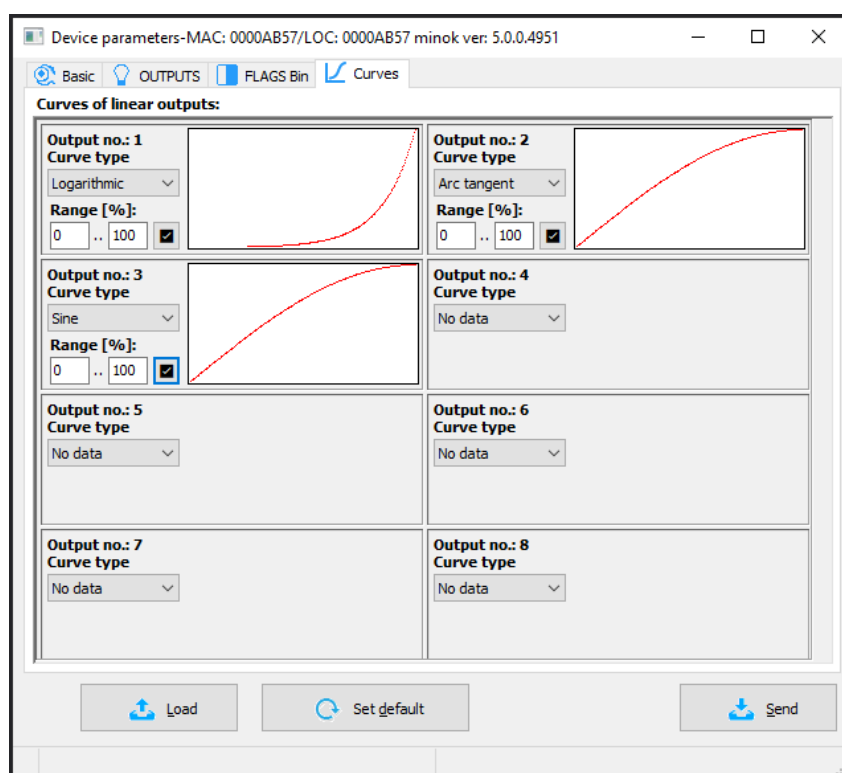 Device parameters-MAC: 0000AB57/LOC: 0000AB57 minok ver: 5.0.0.4951
Basic OUTPUTS FLAGS Bin Curves
Curves of linear outputs:
Output no.: 1
Curve type
Logarithmic
Range [%]:
0 .. 100
Output no.: 2
Curve type
Arc tangent
Range [%]:
0 .. 100
Output no.: 3
Curve type
Sine
Range [%]:
0 .. 100
Output no.: 4
Curve type
No data
Output no.: 5
Curve type
No data
Output no.: 6
Curve type
No data
Output no.: 7
Curve type
No data
Output no.: 8
Curve type
No data
Load Set default Send